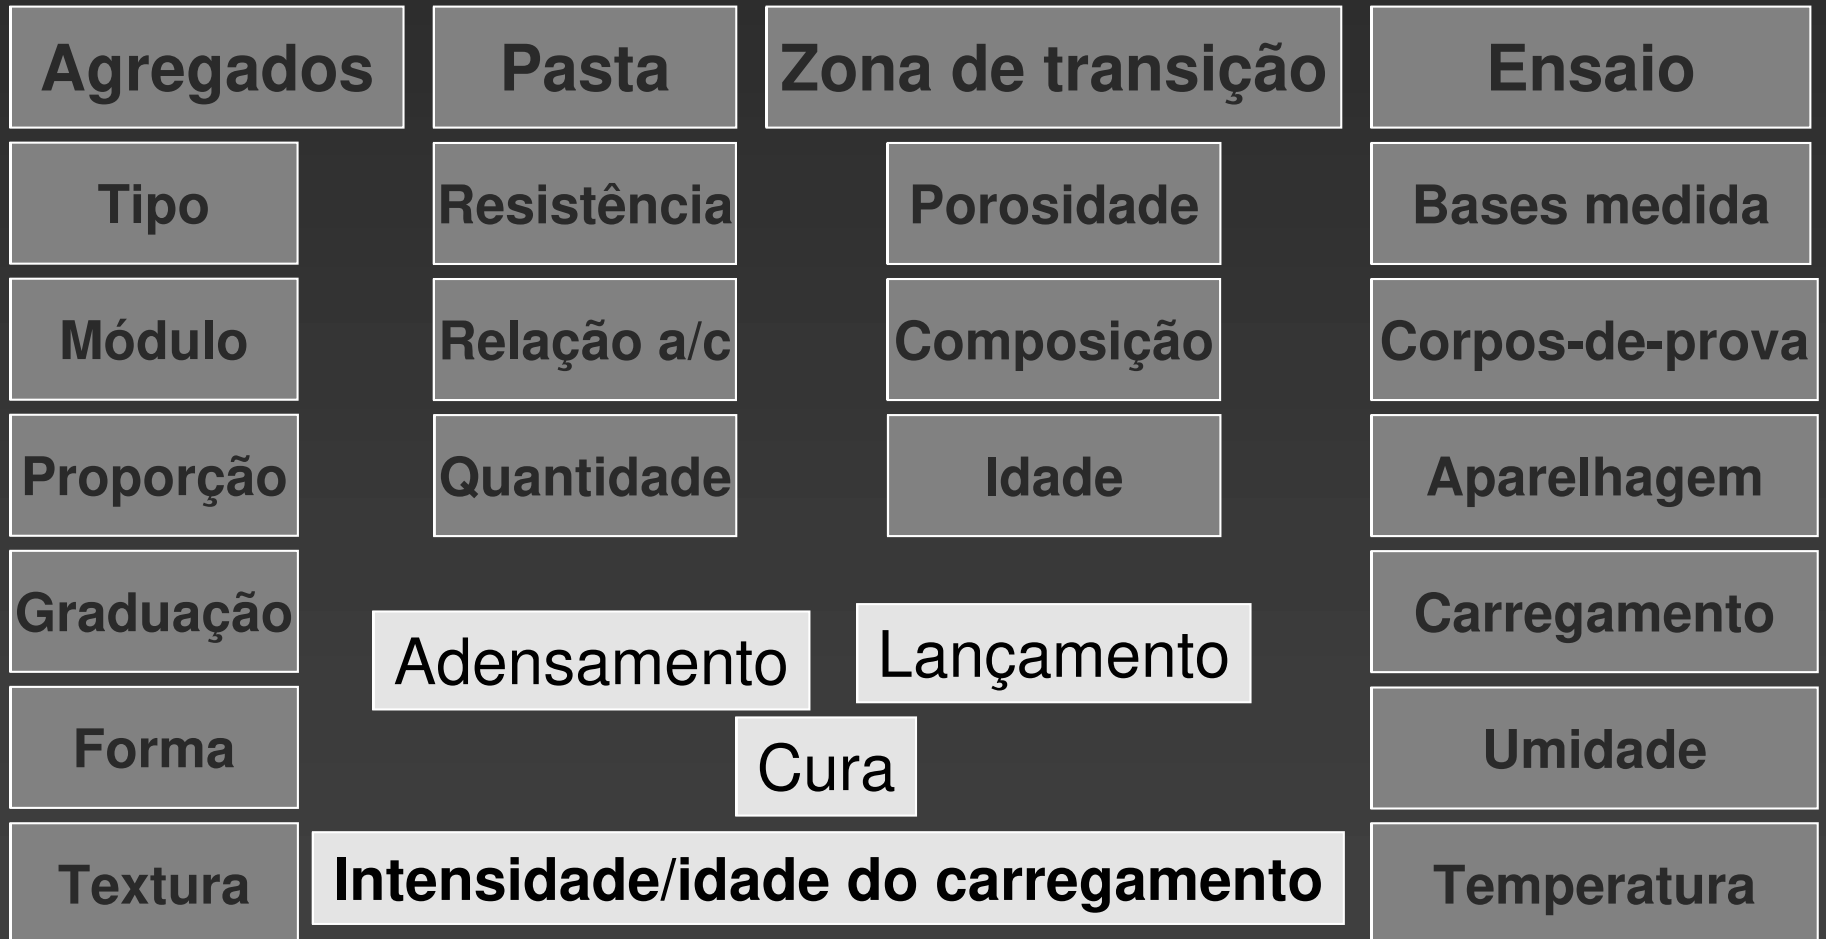 Agregados
Pasta
Zona de transição
Ensaio
Tipo
Resistência
Porosidade
Bases medida
Módulo
Relação a/c
Composição
Corpos-de-prova
Proporção
Quantidade
Idade
Aparelhagem
Graduação
Adensamento
Lançamento
Carregamento
Forma
Cura
Umidade
Textura
Intensidade/idade do carregamento
Temperatura